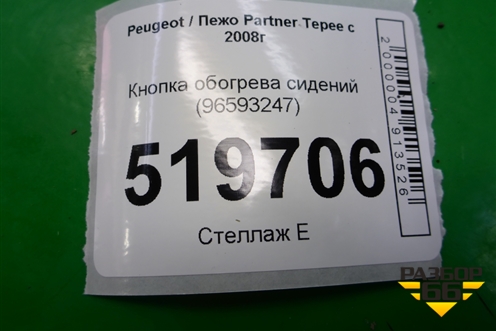 Peugeot / Пежо Partner Tepee с
2008г
Кнопка обогрева сидений
(96593247)
519706
Стеллаж Е
2000004913526
РАЗБОР
66